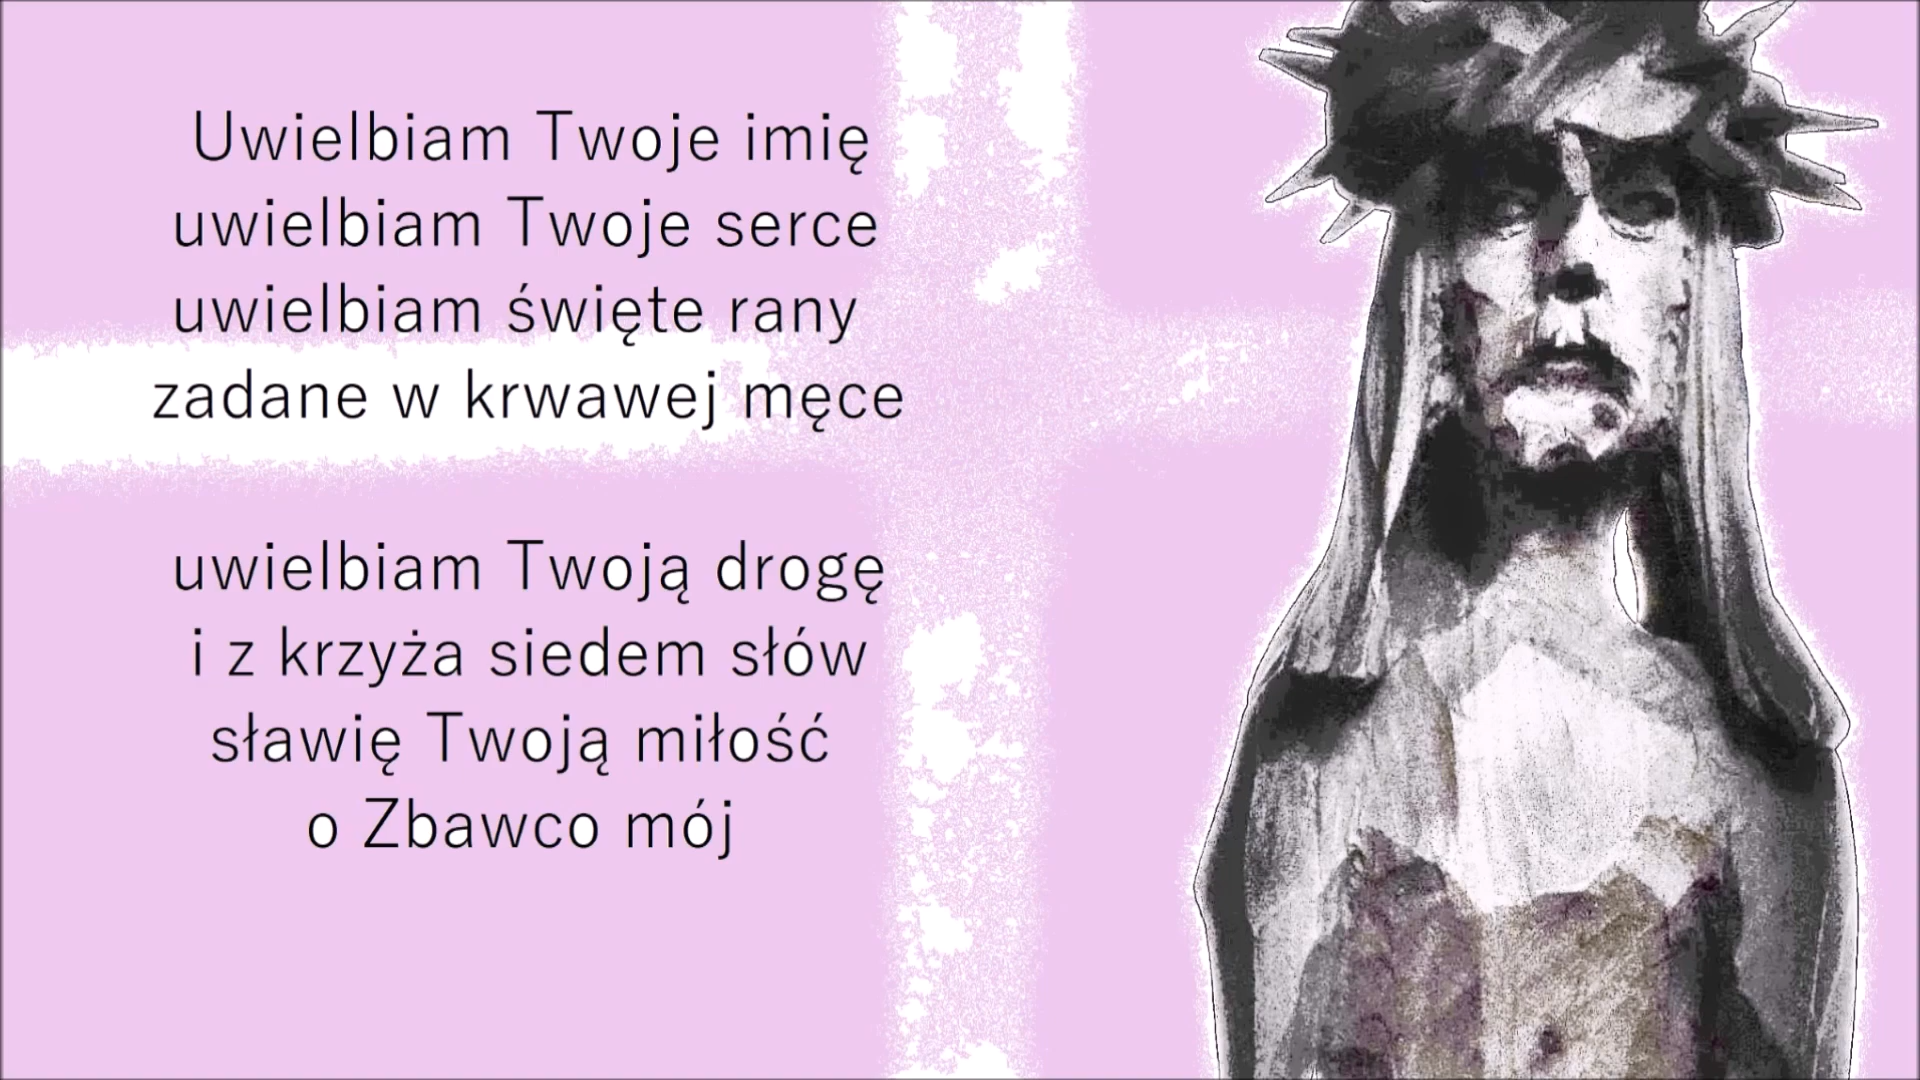 Uwielbiam Twoje imię
uwielbiam Twoje serce
uwielbiam święte rany
zadane w krwawej męce
uwielbiam Twoją drogę
i z krzyża siedem słów
sławię Twoją miłość
o Zbawco mój